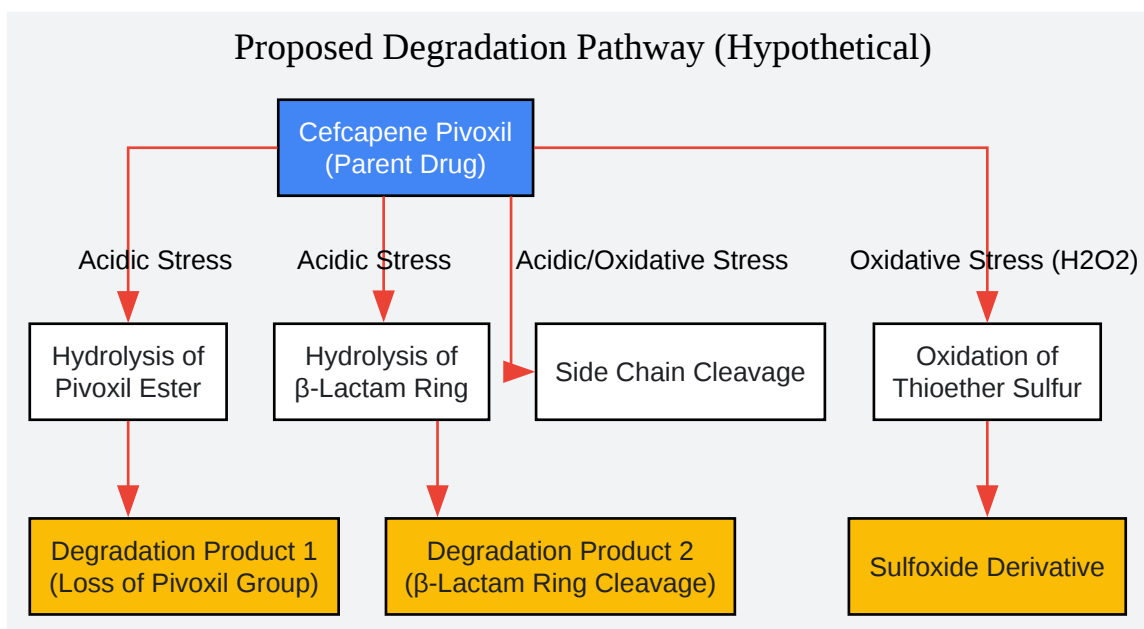 Proposed Degradation Pathway (Hypothetical)
Cefcapene Pivoxil
(Parent Drug)
Acidic Stress
Acidic Stress
Acidic/Oxidative Stress
Oxidative Stress (H2O2)
Hydrolysis of
Pivoxil Ester
Hydrolysis of
β-Lactam Ring
Side Chain Cleavage
Oxidation of
Thioether Sulfur
Degradation Product 1
(Loss of Pivoxil Group)
Degradation Product 2
(β-Lactam Ring Cleavage)
Sulfoxide Derivative